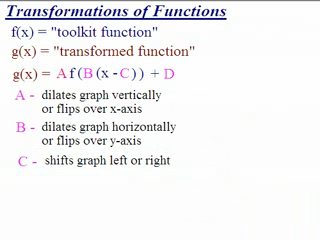 Transformations of Functions
f(x) = "toolkit function"
g(x) = "transformed function"
g(x) = A f (B (x - C)) + D
A - dilates graph vertically
or flips over x-axis
B - dilates graph horizontally
or flips over y-axis
C - shifts graph left or right